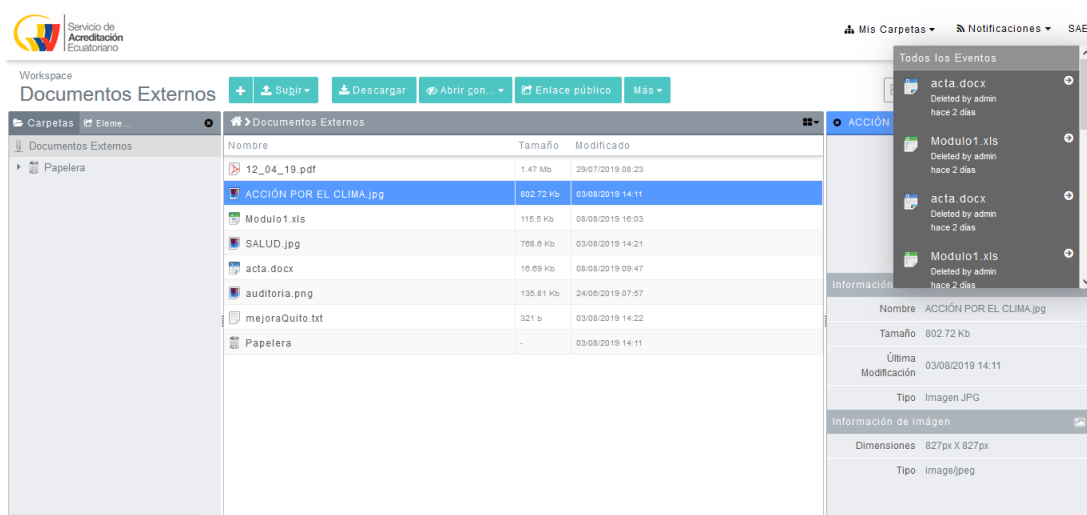 Servicio de
Acreditación
Ecuatoriano
Mis Carpetas
Notificaciones
SAE
Todos los Eventos
acta.docx
Deleted by admin
hace 2 días
Modulo1.xls
Deleted by admin
hace 2 días
acta.docx
Deleted by admin
hace 2 días
Modulo1.xls
Deleted by admin
hace 2 días
Workspace
Documentos Externos
Subir
Descargar
Abrir con...
Enlace público
Más
Carpetas
Eleme...
Documentos Externos
Papelera
Documentos Externos
Nombre Tamaño Modificado
12_04_19.pdf 1.47 Mb 29/07/2019 08:23
ACCIÓN POR EL CLIMA.jpg 802.72 Kb 03/08/2019 14:11
Modulo1.xls 115.5 Kb 08/08/2019 16:03
SALUD.jpg 768.6 Kb 03/08/2019 14:21
acta.docx 16.69 Kb 08/08/2019 09:47
auditoria.png 135.81 Kb 24/06/2019 07:57
mejoraQuito.txt 321 b 03/08/2019 14:22
Papelera - 03/08/2019 14:11
ACCIÓN
Información
Nombre ACCIÓN POR EL CLIMA.jpg
Tamaño 802.72 Kb
Última
Modificación 03/08/2019 14:11
Tipo Imagen JPG
Información de imágen
Dimensiones 827px X 827px
Tipo image/jpeg